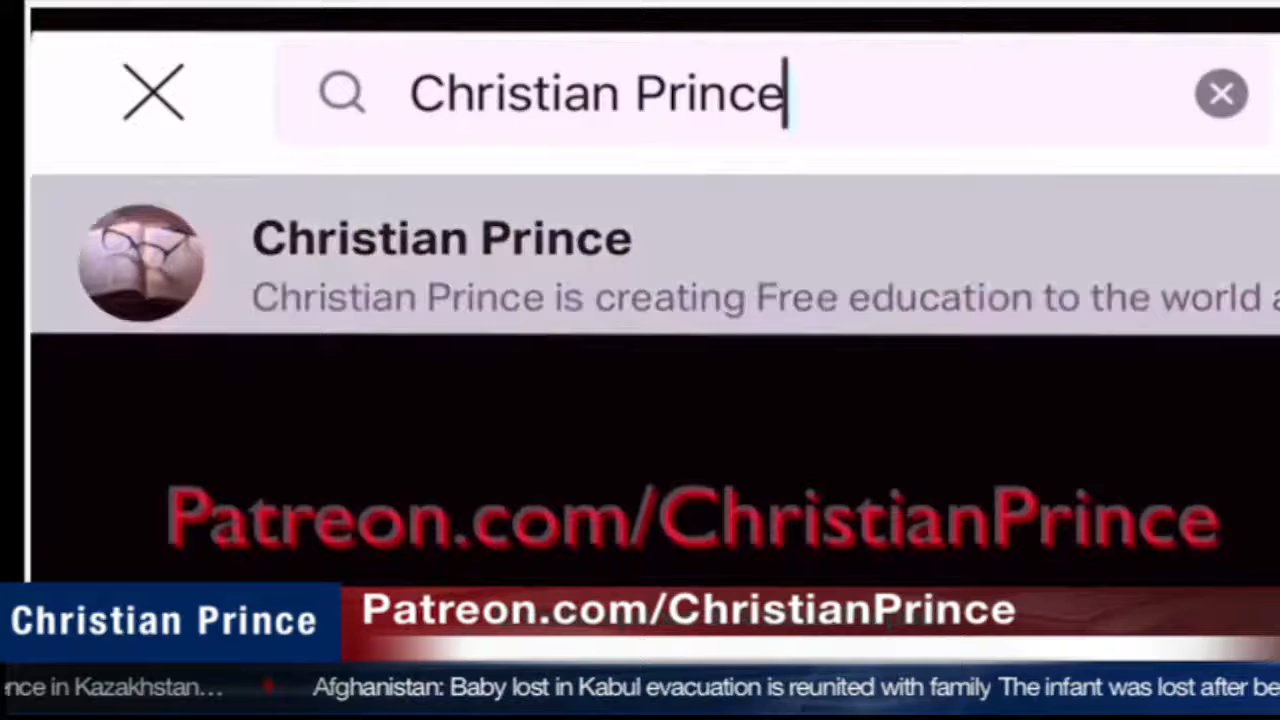 Christian Prince
Christian Prince
Christian Prince is creating Free education to the world
Patreon.com/ChristianPrince
Christian Prince
Patreon.com/ChristianPrince
in Kazakhstan... Afghanistan: Baby lost in Kabul evacuation is reunited with family The infant was lost after